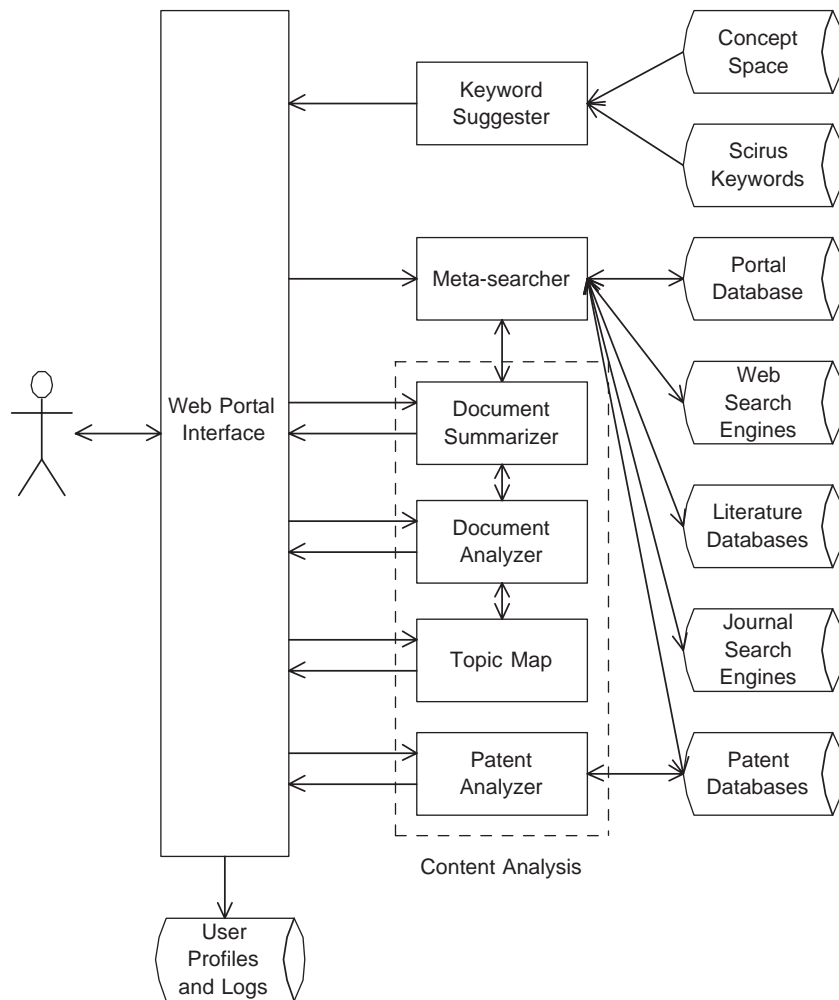 Concept
Space
Keyword
Suggester
Scirus
Keywords
Meta-searcher
Portal
Database
Web Portal
Interface
Document
Summarizer
Web
Search
Engines
Document
Analyzer
Literature
Databases
Topic Map
Journal
Search
Engines
Patent
Analyzer
Patent
Databases
Content Analysis
User
Profiles
and Logs